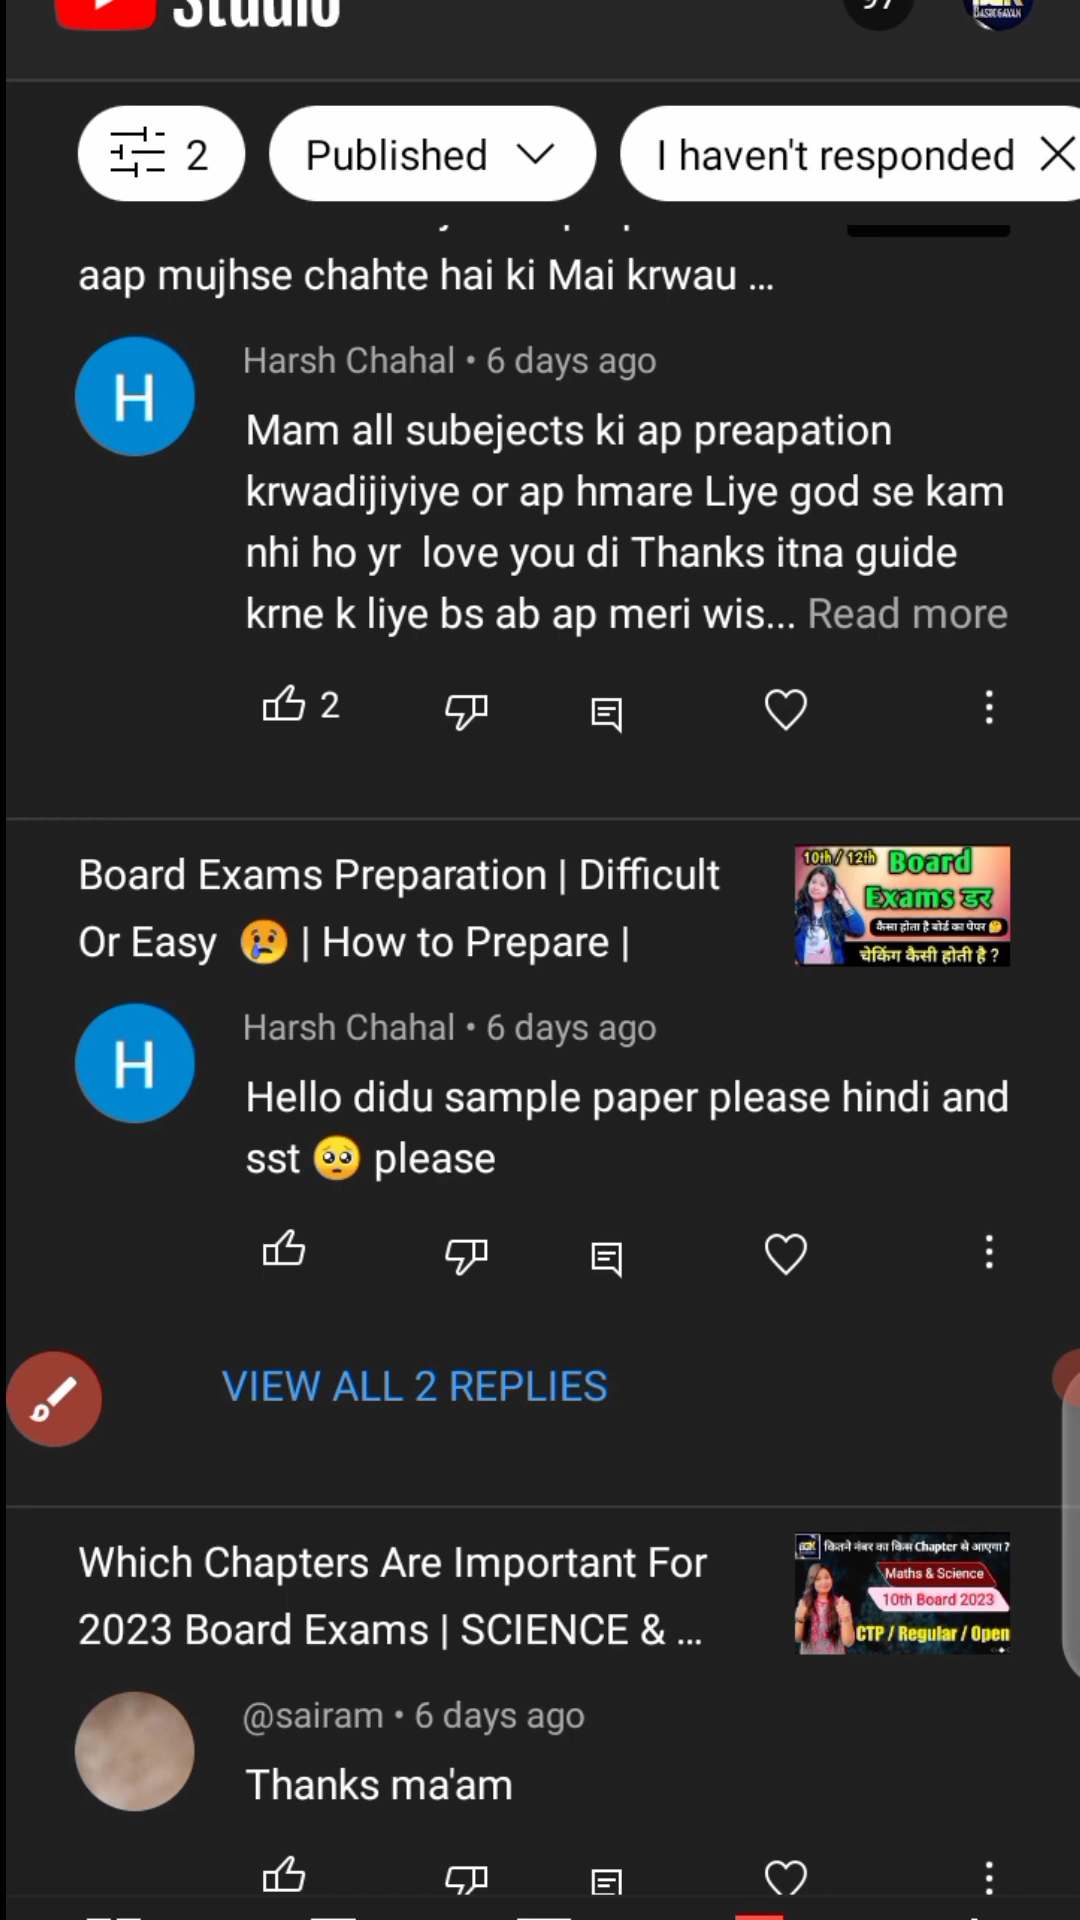 Studio
97
BASEDGAVAN
2
Published
I haven't responded
aap mujhse chahte hai ki Mai krwau ...
H
Harsh Chahal • 6 days ago
Mam all subejects ki ap preapation
krwadijiyiye or ap hmare Liye god se kam
nhi ho yr love you di Thanks itna guide
krne k liye bs ab ap meri wis... Read more
2
Board Exams Preparation | Difficult
Or Easy 😢 | How to Prepare |
10th / 12th Board
Exams डर
कैसा होता है बोर्ड का पेपर 🤔
चेकिंग कैसी होती है ?
H
Harsh Chahal • 6 days ago
Hello didu sample paper please hindi and
sst 🥺 please
VIEW ALL 2 REPLIES
Which Chapters Are Important For
2023 Board Exams | SCIENCE & ...
कितने नंबर का किस Chapter से आएगा ?
Maths & Science
10th Board 2023
CTP / Regular / Open
@sairam • 6 days ago
Thanks ma'am